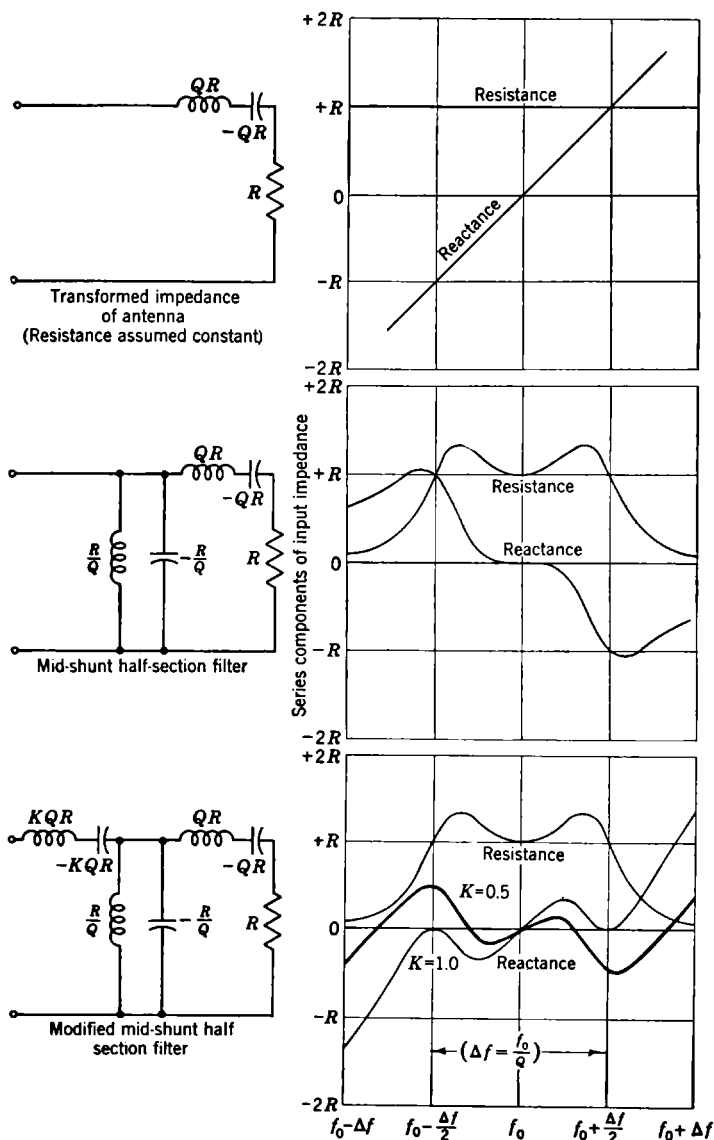 +2R
QR
-QR
+R
Resistance
R
0
Reactance
-R
Transformed impedance
of antenna
(Resistance assumed constant)
-2R
+2R
QR
-QR
+R
Resistance
R/Q
-R/Q
R
Reactance
0
-R
Mid-shunt half-section filter
-2R
Series components of input impedance
+2R
KQR
-KQR
QR
-QR
+R
Resistance
K=0.5
R/Q
-R/Q
R
0
K=1.0
Reactance
-R
Modified mid-shunt half
section filter
(Δf = f₀/Q)
-2R
f₀-Δf
f₀-Δf/2
f₀
f₀+Δf/2
f₀+Δf